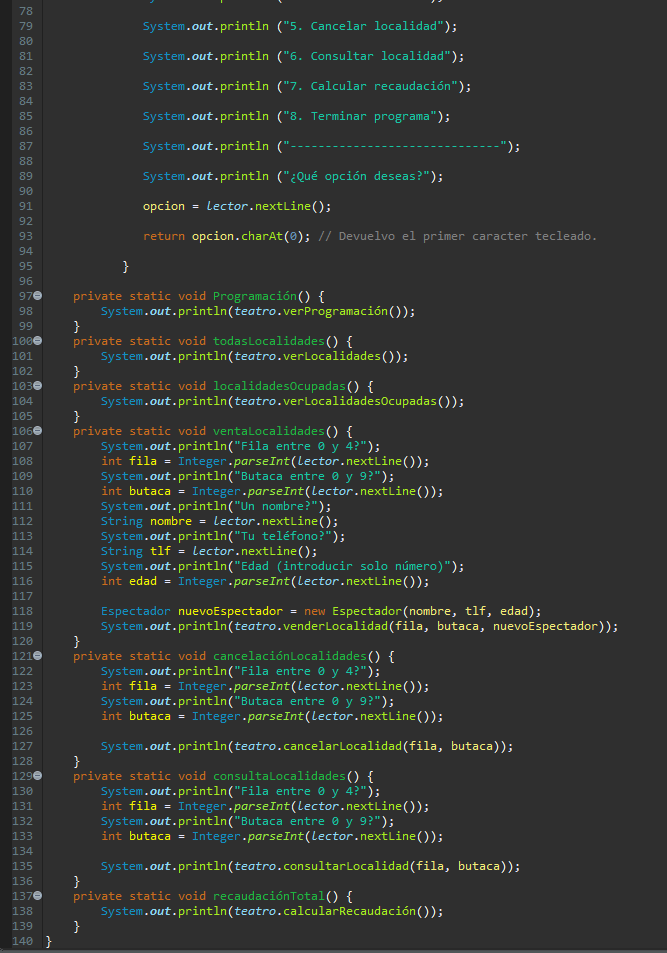 78
79 System.out.println ("5. Cancelar localidad");
80
81 System.out.println ("6. Consultar localidad");
82
83 System.out.println ("7. Calcular recaudación");
84
85 System.out.println ("8. Terminar programa");
86
87 System.out.println ("------------------------------");
88
89 System.out.println ("¿Qué opción deseas?");
90
91 opcion = lector.nextLine();
92
93 return opcion.charAt(0); // Devuelvo el primer caracter tecleado.
94
95 }
96
97 private static void Programación() {
98 System.out.println(teatro.verProgramación());
99 }
100 private static void todasLocalidades() {
101 System.out.println(teatro.verLocalidades());
102 }
103 private static void localidadesOcupadas() {
104 System.out.println(teatro.verLocalidadesOcupadas());
105 }
106 private static void ventaLocalidades() {
107 System.out.println("Fila entre 0 y 4?");
108 int fila = Integer.parseInt(lector.nextLine());
109 System.out.println("Butaca entre 0 y 9?");
110 int butaca = Integer.parseInt(lector.nextLine());
111 System.out.println("Un nombre?");
112 String nombre = lector.nextLine();
113 System.out.println("Tu teléfono?");
114 String tlf = lector.nextLine();
115 System.out.println("Edad (introducir solo número)");
116 int edad = Integer.parseInt(lector.nextLine());
117
118 Espectador nuevoEspectador = new Espectador(nombre, tlf, edad);
119 System.out.println(teatro.venderLocalidad(fila, butaca, nuevoEspectador));
120 }
121 private static void cancelaciónLocalidades() {
122 System.out.println("Fila entre 0 y 4?");
123 int fila = Integer.parseInt(lector.nextLine());
124 System.out.println("Butaca entre 0 y 9?");
125 int butaca = Integer.parseInt(lector.nextLine());
126
127 System.out.println(teatro.cancelarLocalidad(fila, butaca));
128 }
129 private static void consultaLocalidades() {
130 System.out.println("Fila entre 0 y 4?");
131 int fila = Integer.parseInt(lector.nextLine());
132 System.out.println("Butaca entre 0 y 9?");
133 int butaca = Integer.parseInt(lector.nextLine());
134
135 System.out.println(teatro.consultarLocalidad(fila, butaca));
136 }
137 private static void recaudaciónTotal() {
138 System.out.println(teatro.calcularRecaudación());
139 }
140 }